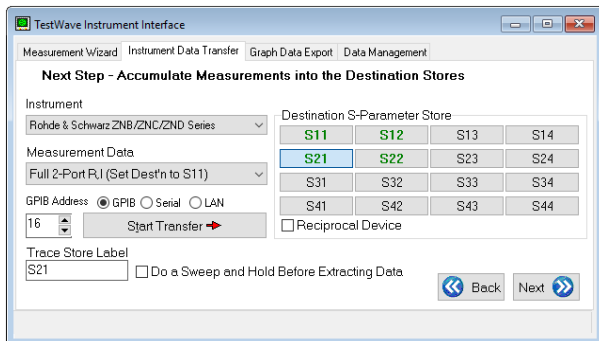 TestWave Instrument Interface
Measurement Wizard Instrument Data Transfer Graph Data Export Data Management
Next Step - Accumulate Measurements into the Destination Stores
Instrument
Rohde & Schwarz ZNB/ZNC/ZND Series
Measurement Data
Full 2-Port R,I (Set Dest'n to S11)
GPIB Address GPIB Serial LAN
16 Start Transfer
Destination S-Parameter Store
S11 S12 S13 S14
S21 S22 S23 S24
S31 S32 S33 S34
S41 S42 S43 S44
Reciprocal Device
Trace Store Label
S21 Do a Sweep and Hold Before Extracting Data
Back Next